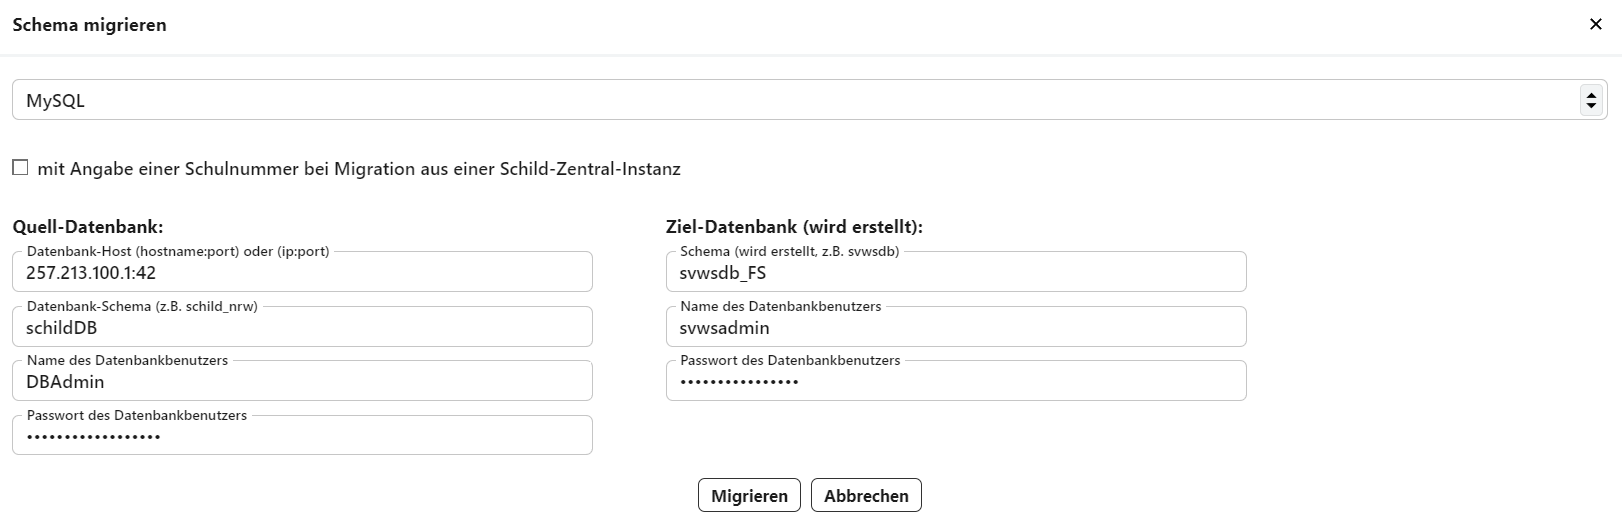 Schema migrieren
MySQL
mit Angabe einer Schulnummer bei Migration aus einer Schild-Zentral-Instanz
Quell-Datenbank:
Datenbank-Host (hostname:port) oder (ip:port)
257.213.100.1:42
Datenbank-Schema (z.B. schild_nrw)
schildDB
Name des Datenbankbenutzers
DBAdmin
Passwort des Datenbankbenutzers
••••••••••••••••••
Ziel-Datenbank (wird erstellt):
Schema (wird erstellt, z.B. svwsdb)
svwsdb_FS
Name des Datenbankbenutzers
svwsadmin
Passwort des Datenbankbenutzers
••••••••••••••••
Migrieren
Abbrechen